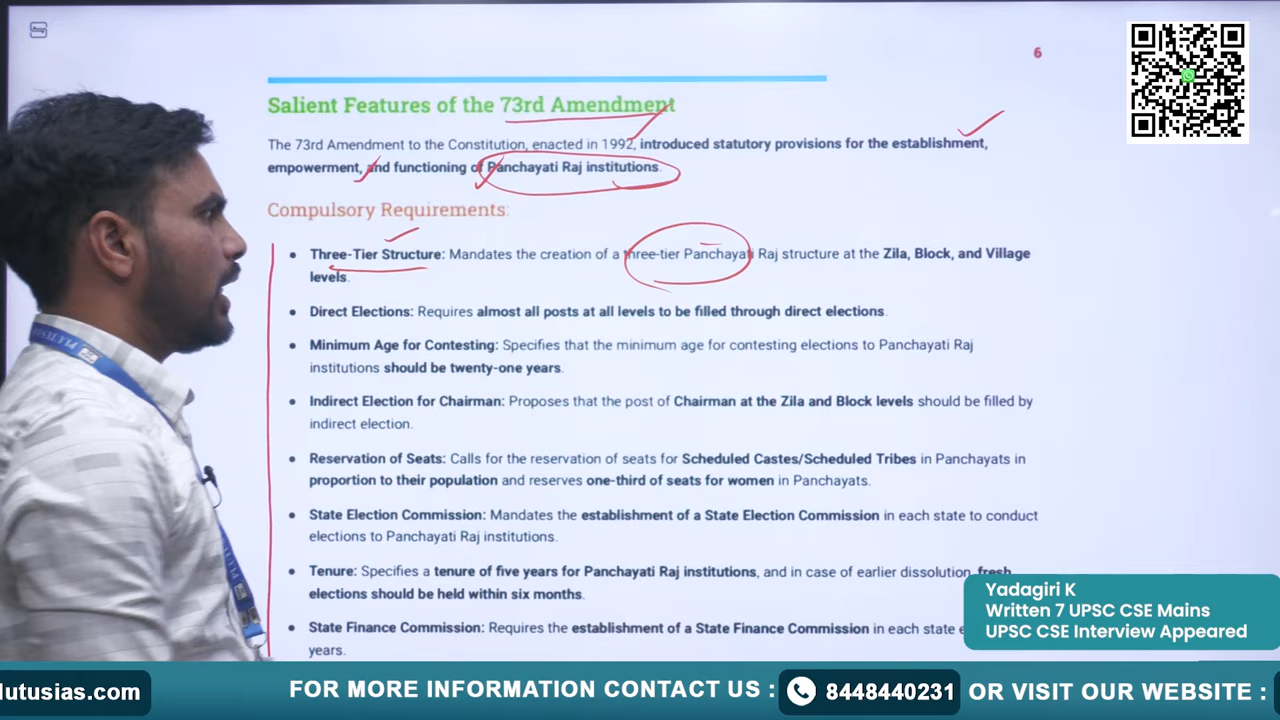 6
Salient Features of the 73rd Amendment
The 73rd Amendment to the Constitution, enacted in 1992, introduced statutory provisions for the establishment,
empowerment, and functioning of Panchayati Raj institutions.
Compulsory Requirements:
• Three-Tier Structure: Mandates the creation of a three-tier Panchayati Raj structure at the Zila, Block, and Village
levels.
• Direct Elections: Requires almost all posts at all levels to be filled through direct elections.
• Minimum Age for Contesting: Specifies that the minimum age for contesting elections to Panchayati Raj
institutions should be twenty-one years.
• Indirect Election for Chairman: Proposes that the post of Chairman at the Zila and Block levels should be filled by
indirect election.
• Reservation of Seats: Calls for the reservation of seats for Scheduled Castes/Scheduled Tribes in Panchayats in
proportion to their population and reserves one-third of seats for women in Panchayats.
• State Election Commission: Mandates the establishment of a State Election Commission in each state to conduct
elections to Panchayati Raj institutions.
• Tenure: Specifies a tenure of five years for Panchayati Raj institutions, and in case of earlier dissolution, fresh
elections should be held within six months.
• State Finance Commission: Requires the establishment of a State Finance Commission in each state
years.
Yadagiri K
Written 7 UPSC CSE Mains
UPSC CSE Interview Appeared
lutusias.com
FOR MORE INFORMATION CONTACT US : 8448440231 OR VISIT OUR WEBSITE :